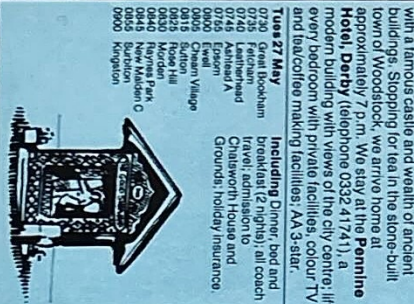 with its famous castle and wealth of ancient
buildings. Stopping for tea in the stone-built
town of Woodstock, we arrive home at
approximately 7 p.m. We stay at the Pennine
Hotel, Derby (telephone 0332 41741), a
modern building with views of the city centre; lift
every bedroom with private facilities, colour TV
and tea/coffee making facilities; AA 3-star.
Tues 27 May
0730 Great Bookham
0735 Fetcham
0740 Leatherhead
0745 Ashtead A
0755 Epsom
0800 Ewell
Cheam Village
0815 Sutton
0825 Rose Hill
0830 Morden
0840 Raynes Park
0845 New Malden C
0855 Surbiton
0900 Kingston
Including Dinner, bed and
breakfast (2 nights); all coach
travel; admission to
Chatsworth House and
Grounds; holiday insurance.